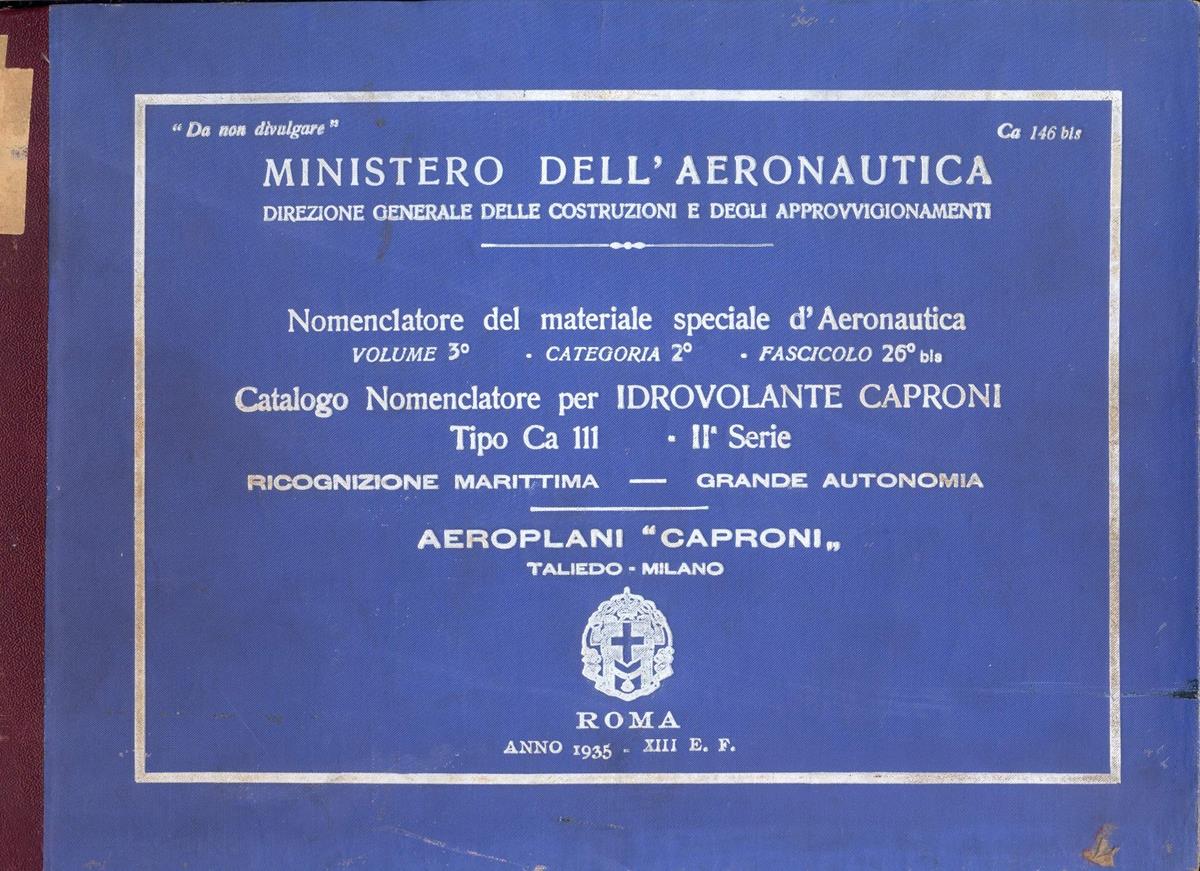 “Da non divulgare”
Ca 146 bis
MINISTERO DELL'AERONAUTICA
DIREZIONE GENERALE DELLE COSTRUZIONI E DEGLI APPROVVIGIONAMENTI
Nomenclatore del materiale speciale d'Aeronautica
VOLUME 3° - CATEGORIA 2° - FASCICOLO 26° bis
Catalogo Nomenclatore per IDROVOLANTE CAPRONI
Tipo Ca 111 - IIª Serie
RICOGNIZIONE MARITTIMA — GRANDE AUTONOMIA
AEROPLANI “CAPRONI„
TALIEDO - MILANO
ROMA
ANNO 1935 - XIII E. F.